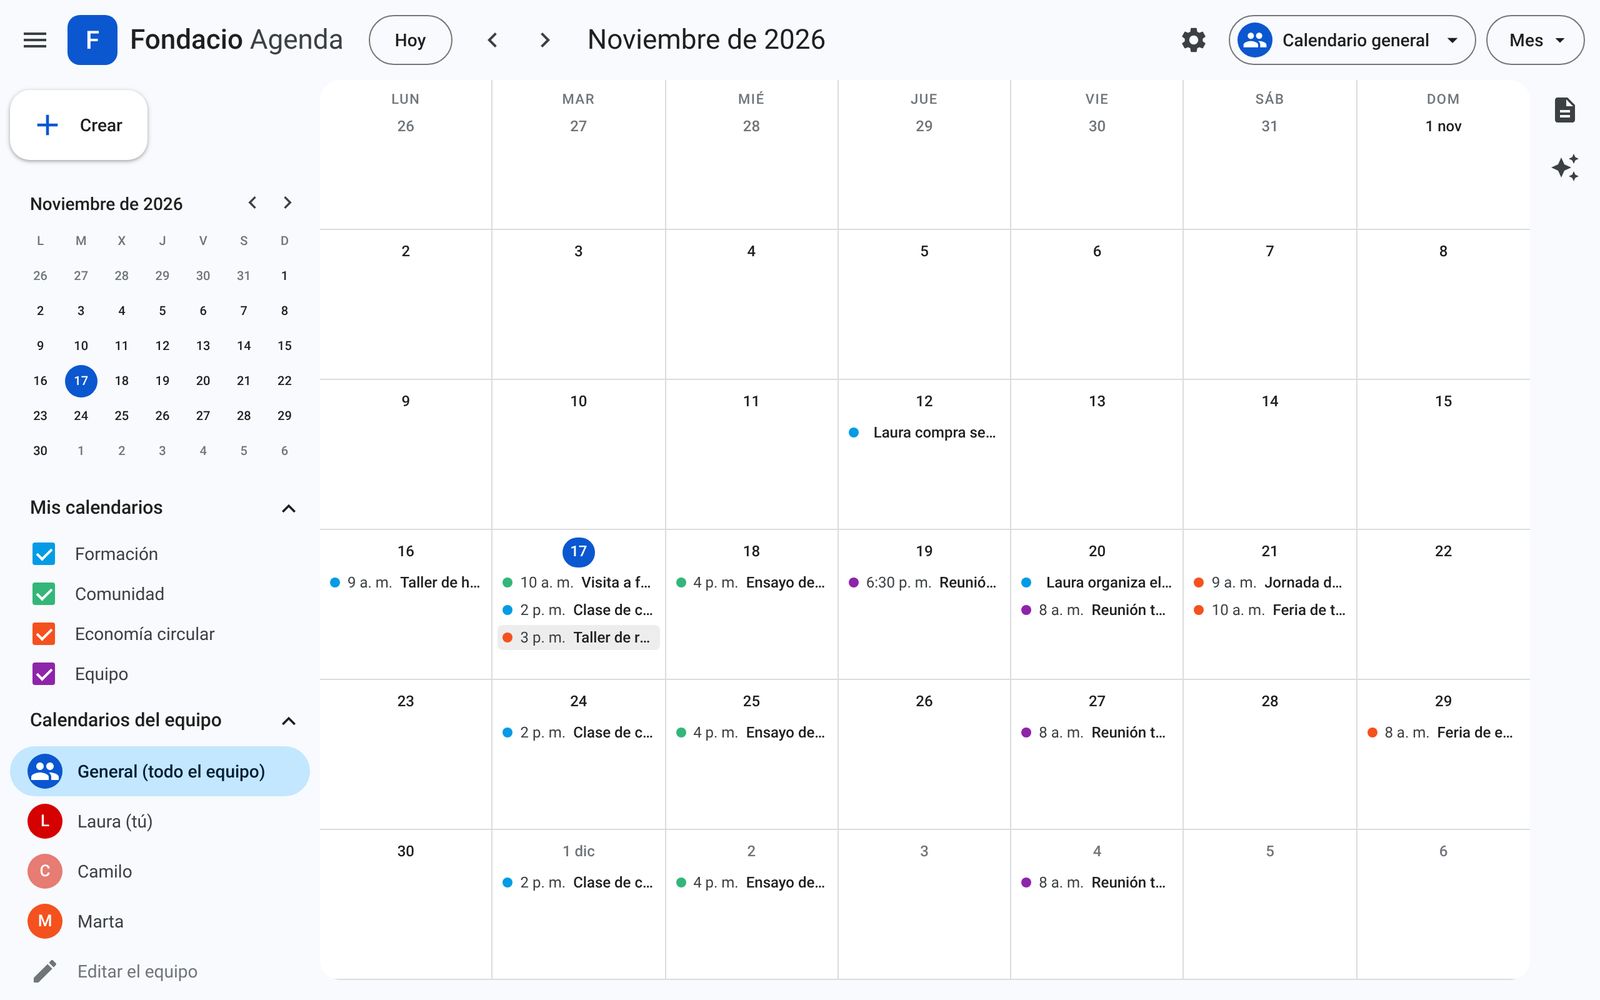 F Fondacio Agenda Hoy Noviembre de 2026 Calendario general Mes
Crear
Noviembre de 2026
L M X J V S D
26 27 28 29 30 31 1
2 3 4 5 6 7 8
9 10 11 12 13 14 15
16 17 18 19 20 21 22
23 24 25 26 27 28 29
30 1 2 3 4 5 6
Mis calendarios
Formación
Comunidad
Economía circular
Equipo
Calendarios del equipo
General (todo el equipo)
L Laura (tú)
C Camilo
M Marta
Editar el equipo
LUN MAR MIÉ JUE VIE SÁB DOM
26 27 28 29 30 31 1 nov
2 3 4 5 6 7 8
9 10 11 12 13 14 15
Laura compra se...
16 17 18 19 20 21 22
9 a. m. Taller de h... 10 a. m. Visita a f... 4 p. m. Ensayo de... 6:30 p. m. Reunió... Laura organiza el... 9 a. m. Jornada d...
2 p. m. Clase de c... 8 a. m. Reunión t... 10 a. m. Feria de t...
3 p. m. Taller de r...
23 24 25 26 27 28 29
2 p. m. Clase de c... 4 p. m. Ensayo de... 8 a. m. Reunión t... 8 a. m. Feria de e...
30 1 dic 2 3 4 5 6
2 p. m. Clase de c... 4 p. m. Ensayo de... 8 a. m. Reunión t...